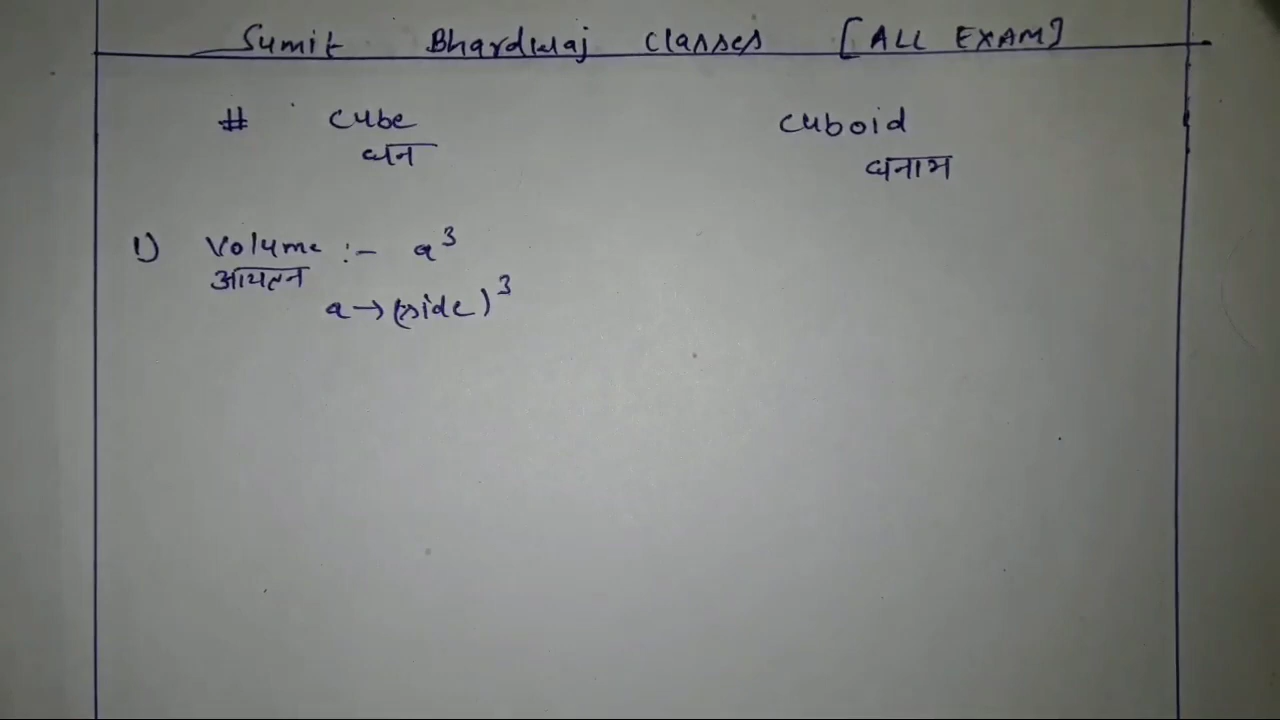 Sumit Bhardwaj classes [ALL EXAM]
# cube cuboid
घन घनाभ
1) Volume :- a³
आयतन
a → (side)³